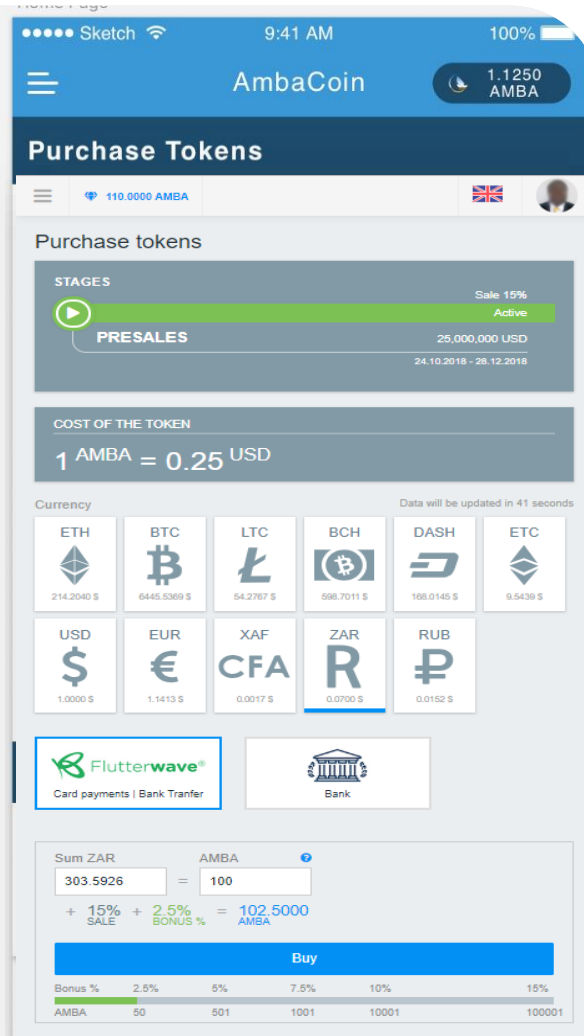 Home Page
Sketch 9:41 AM 100%
AmbaCoin 1.1250
AMBA
Purchase Tokens
110.0000 AMBA
Purchase tokens
STAGES
Sale 15%
Active
PRESALES 25,000,000 USD
24.10.2018 - 28.12.2018
COST OF THE TOKEN
1 AMBA = 0.25 USD
Currency Data will be updated in 41 seconds
ETH BTC LTC BCH DASH ETC
214.2040 $ 6445.5369 $ 54.2767 $ 598.7011 $ 168.0145 $ 9.5439 $
USD EUR XAF ZAR RUB
$ € CFA R ₽
1.0000 $ 1.1413 $ 0.0017 $ 0.0700 $ 0.0152 $
Flutterwave®
Card payments | Bank Tranfer Bank
Sum ZAR AMBA ?
303.5926 = 100
+ 15% + 2.5% = 102.5000
SALE BONUS % AMBA
Buy
Bonus % 2.5% 5% 7.5% 10% 15%
AMBA 50 501 1001 10001 100001